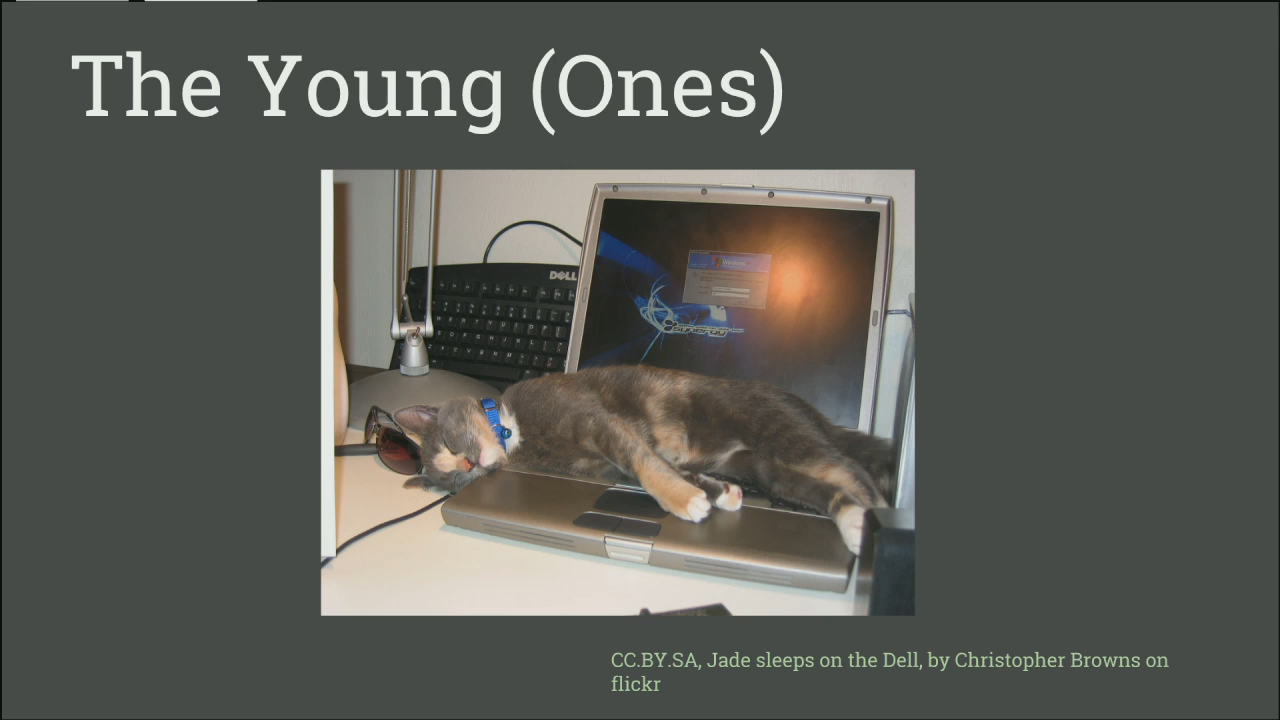 The Young (Ones)
DELL
CC.BY.SA, Jade sleeps on the Dell, by Christopher Browns on
flickr